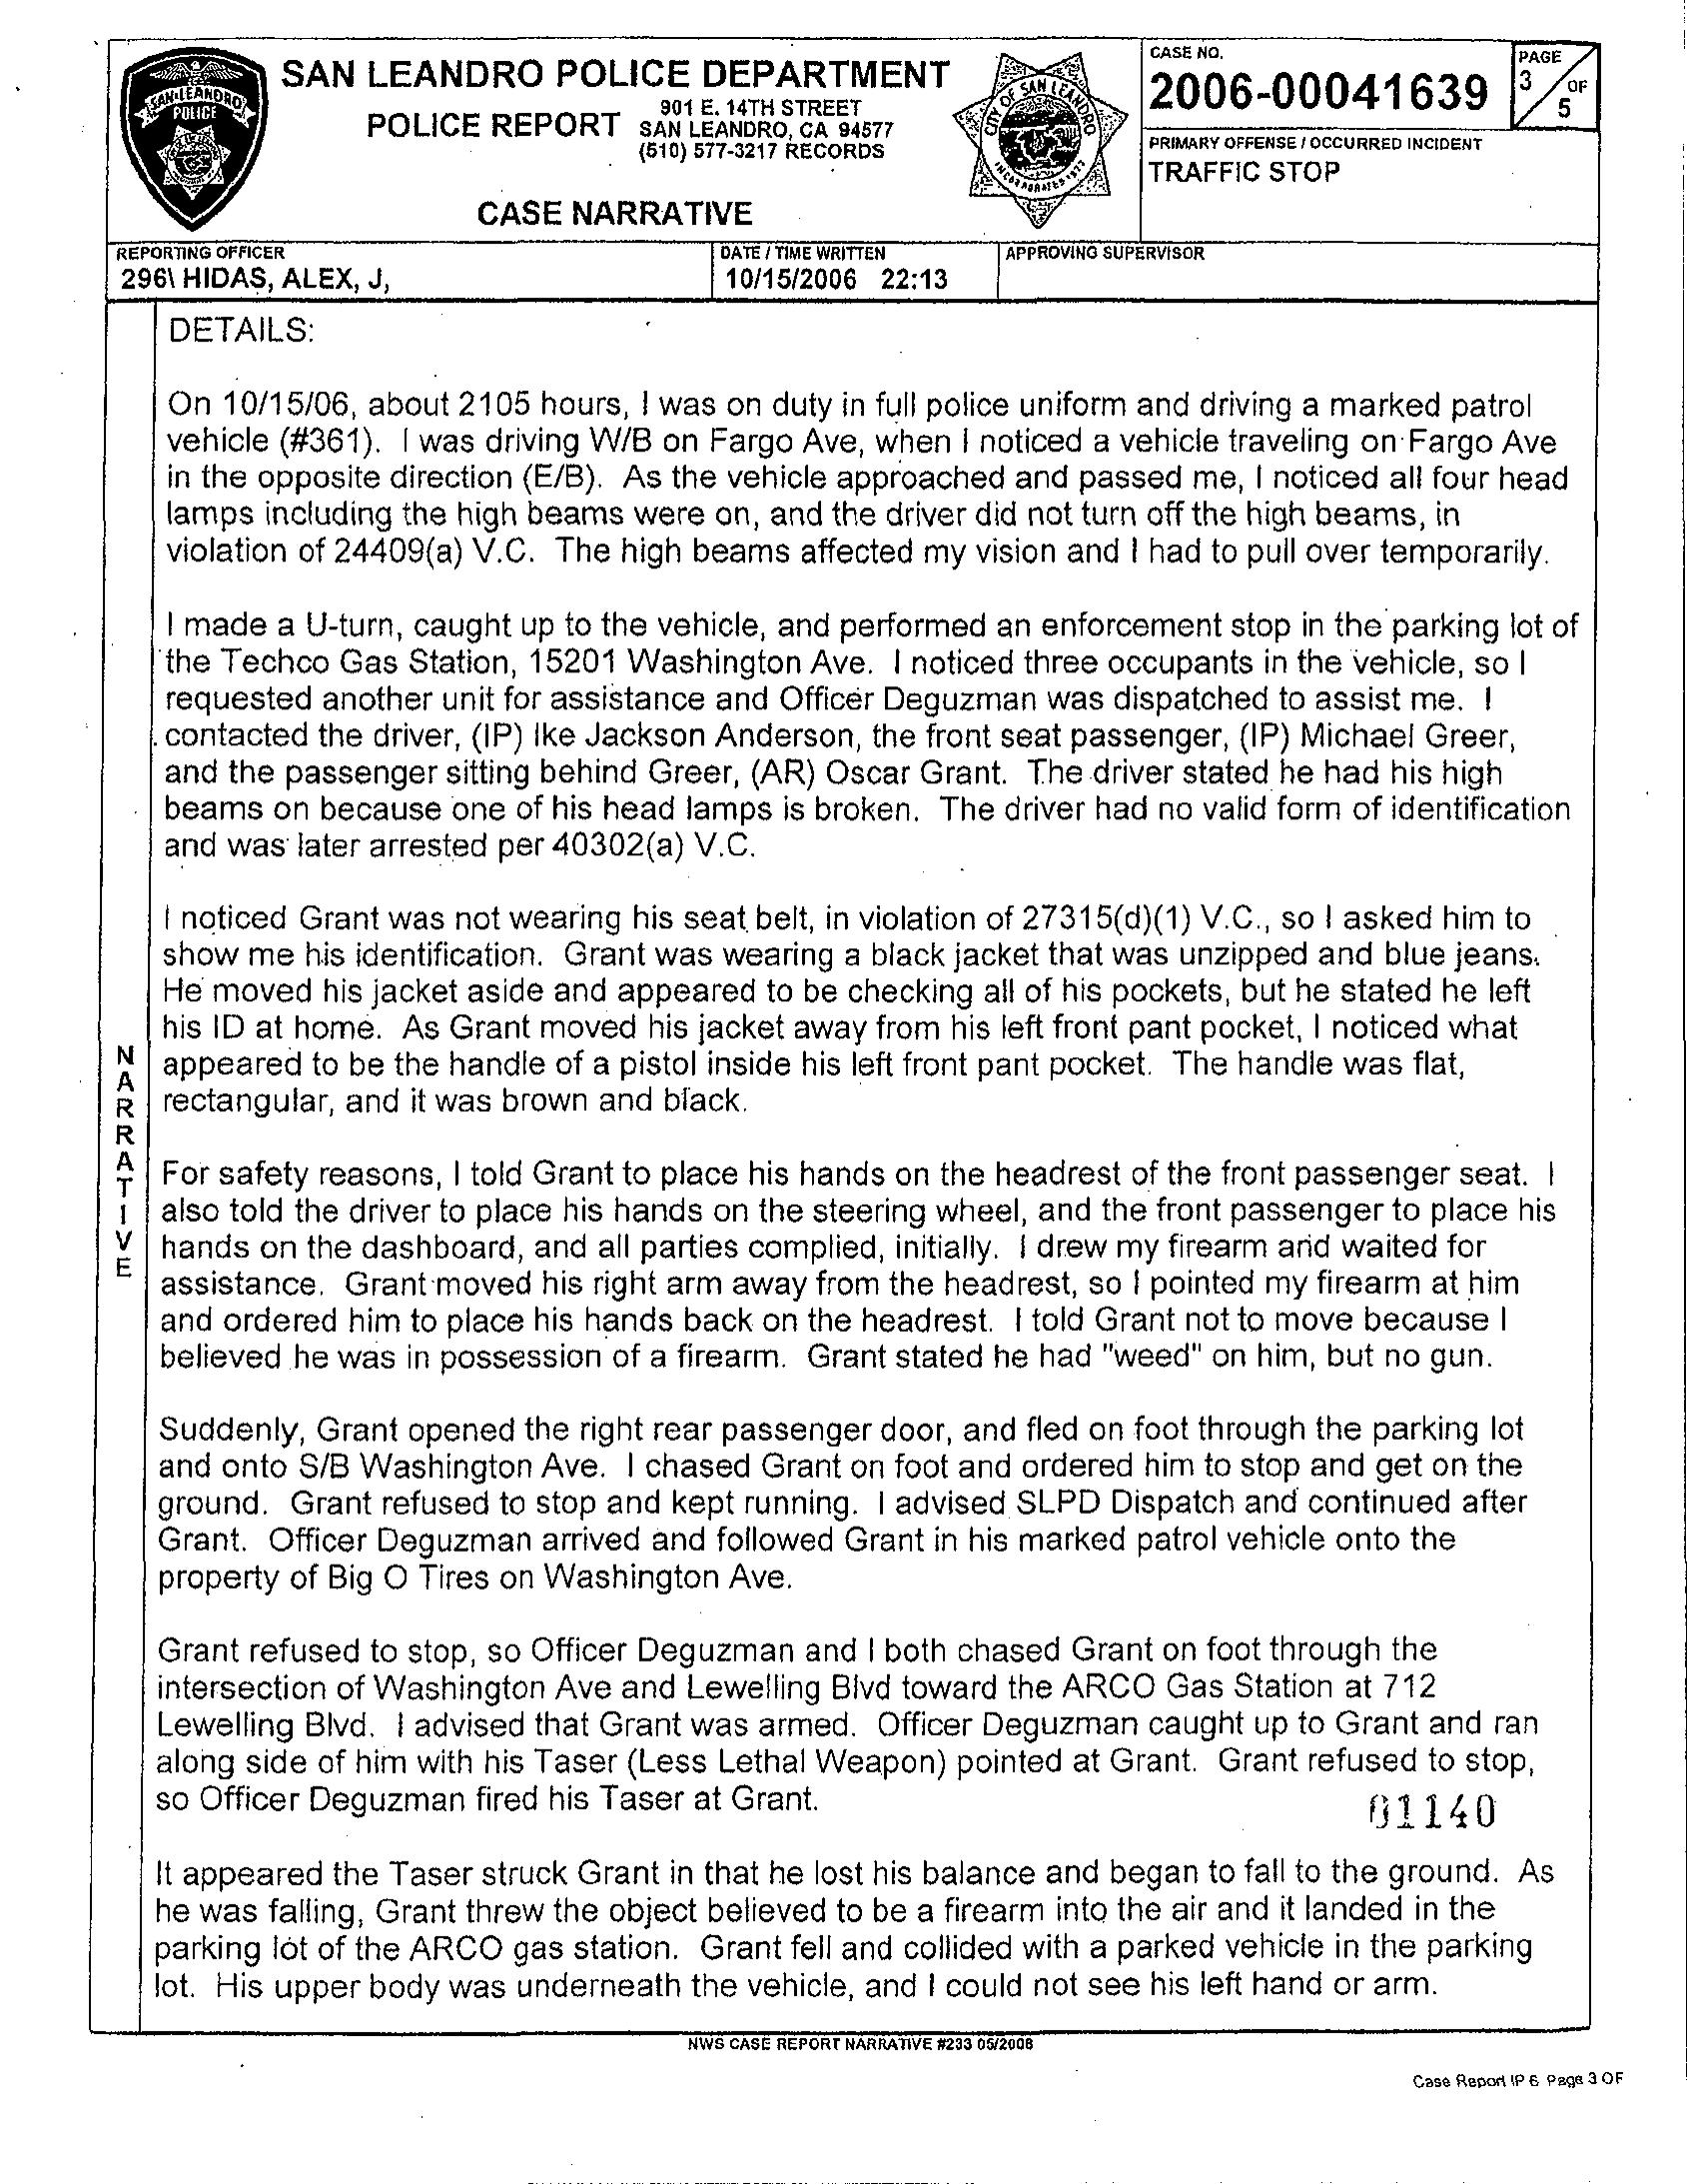 SAN LEANDRO POLICE DEPARTMENT
901 E. 14TH STREET
POLICE REPORT SAN LEANDRO, CA 94577
(510) 577-3217 RECORDS
CASE NARRATIVE
SAN LEANDRO
POLICE
CITY OF SAN LEANDRO
INCORPORATED
CASE NO.
2006-00041639
PAGE
3 OF
5
PRIMARY OFFENSE / OCCURRED INCIDENT
TRAFFIC STOP
REPORTING OFFICER
296\ HIDAS, ALEX, J,
DATE / TIME WRITTEN
10/15/2006 22:13
APPROVING SUPERVISOR
NARRATIVE
DETAILS:
On 10/15/06, about 2105 hours, I was on duty in full police uniform and driving a marked patrol
vehicle (#361). I was driving W/B on Fargo Ave, when I noticed a vehicle traveling on Fargo Ave
in the opposite direction (E/B). As the vehicle approached and passed me, I noticed all four head
lamps including the high beams were on, and the driver did not turn off the high beams, in
violation of 24409(a) V.C. The high beams affected my vision and I had to pull over temporarily.
I made a U-turn, caught up to the vehicle, and performed an enforcement stop in the parking lot of
the Techco Gas Station, 15201 Washington Ave. I noticed three occupants in the vehicle, so I
requested another unit for assistance and Officer Deguzman was dispatched to assist me. I
contacted the driver, (IP) Ike Jackson Anderson, the front seat passenger, (IP) Michael Greer,
and the passenger sitting behind Greer, (AR) Oscar Grant. The driver stated he had his high
beams on because one of his head lamps is broken. The driver had no valid form of identification
and was later arrested per 40302(a) V.C.
I noticed Grant was not wearing his seat belt, in violation of 27315(d)(1) V.C., so I asked him to
show me his identification. Grant was wearing a black jacket that was unzipped and blue jeans.
He moved his jacket aside and appeared to be checking all of his pockets, but he stated he left
his ID at home. As Grant moved his jacket away from his left front pant pocket, I noticed what
appeared to be the handle of a pistol inside his left front pant pocket. The handle was flat,
rectangular, and it was brown and black.
For safety reasons, I told Grant to place his hands on the headrest of the front passenger seat. I
also told the driver to place his hands on the steering wheel, and the front passenger to place his
hands on the dashboard, and all parties complied, initially. I drew my firearm and waited for
assistance. Grant moved his right arm away from the headrest, so I pointed my firearm at him
and ordered him to place his hands back on the headrest. I told Grant not to move because I
believed he was in possession of a firearm. Grant stated he had "weed" on him, but no gun.
Suddenly, Grant opened the right rear passenger door, and fled on foot through the parking lot
and onto S/B Washington Ave. I chased Grant on foot and ordered him to stop and get on the
ground. Grant refused to stop and kept running. I advised SLPD Dispatch and continued after
Grant. Officer Deguzman arrived and followed Grant in his marked patrol vehicle onto the
property of Big O Tires on Washington Ave.
Grant refused to stop, so Officer Deguzman and I both chased Grant on foot through the
intersection of Washington Ave and Lewelling Blvd toward the ARCO Gas Station at 712
Lewelling Blvd. I advised that Grant was armed. Officer Deguzman caught up to Grant and ran
along side of him with his Taser (Less Lethal Weapon) pointed at Grant. Grant refused to stop,
so Officer Deguzman fired his Taser at Grant.
01140
It appeared the Taser struck Grant in that he lost his balance and began to fall to the ground. As
he was falling, Grant threw the object believed to be a firearm into the air and it landed in the
parking lot of the ARCO gas station. Grant fell and collided with a parked vehicle in the parking
lot. His upper body was underneath the vehicle, and I could not see his left hand or arm.
NWS CASE REPORT NARRATIVE #233 05/2006
Case Report IP 6 Page 3 OF